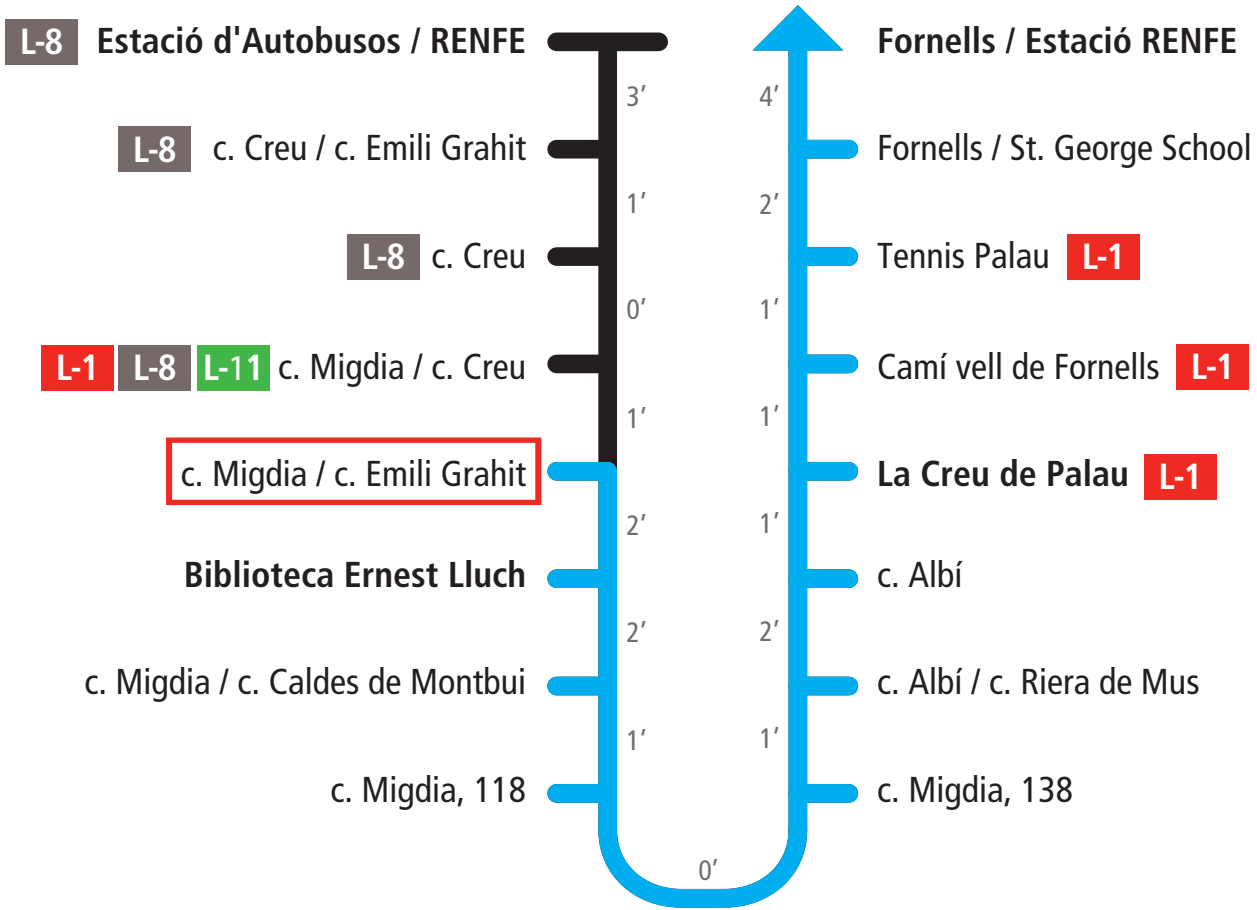 L-8 Estació d'Autobusos / RENFE
3’
L-8 c. Creu / c. Emili Grahit
1’
L-8 c. Creu
0’
L-1 L-8 L-11 c. Migdia / c. Creu
1’
c. Migdia / c. Emili Grahit
2’
Biblioteca Ernest Lluch
2’
c. Migdia / c. Caldes de Montbui
1’
c. Migdia, 118
0’
Fornells / Estació RENFE
4’
Fornells / St. George School
2’
Tennis Palau L-1
1’
Camí vell de Fornells L-1
1’
La Creu de Palau L-1
1’
c. Albí
2’
c. Albí / c. Riera de Mus
1’
c. Migdia, 138